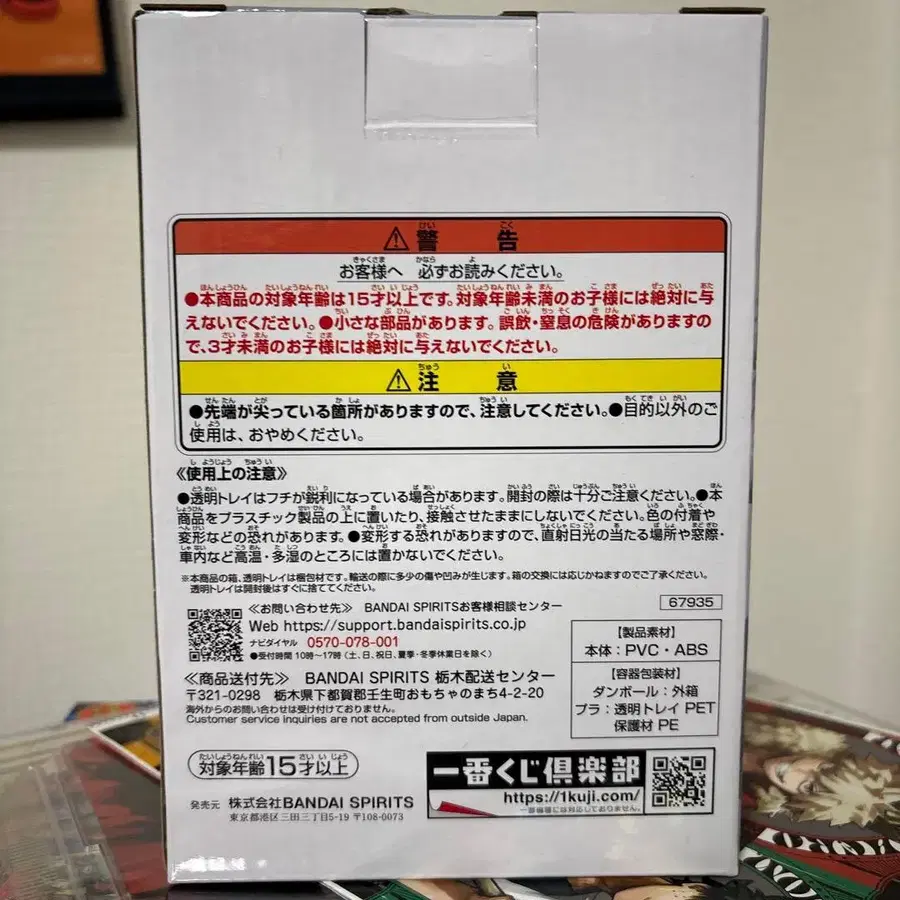 ⚠警告
お客様へ 必ずお読みください。
●本商品の対象年齢は15才以上です。対象年齢未満のお子様には絶対に与
えないでください。●小さな部品があります。誤飲・窒息の危険がありますの
で、3才未満のお子様には絶対に与えないでください。
⚠注意
●先端が尖っている箇所がありますので、注意してください。●目的以外のご
使用は、おやめください。
《使用上の注意》
●透明トレイはフチが鋭利になっている場合があります。開封の際は十分ご注意ください。●本
商品をプラスチック製品の上に置いたり、接触させたままにしないでください。色の付着や
変形などの恐れがあります。●変形する恐れがありますので、直射日光の当たる場所や窓際・
車内など高温・多湿のところには置かないでください。
※本商品の箱、透明トレイは梱包材です。輸送の際に多少の傷や凹みが生じます。箱の交換には応じかねますのでご了承ください。
透明トレイは開封後はすぐに捨ててください。
《お問い合わせ先》 BANDAI SPIRITSお客様相談センター
Web https://support.bandaispirits.co.jp
ナビダイヤル 0570-078-001
●受付時間 10時～17時(土、日、祝日、夏季・冬季休業日を除く)
67935
【製品素材】
本体:PVC・ABS
【容器包装材】
ダンボール:外箱
プラ:透明トレイ PET
保護材 PE
《商品送付先》 BANDAI SPIRITS 栃木配送センター
〒321-0298 栃木県下都賀郡壬生町おもちゃのまち4-2-20
海外からのお問い合わせは受け付けておりません。
Customer service inquiries are not accepted from outside Japan.
対象年齢15才以上
発売元 株式会社BANDAI SPIRITS
東京都港区三田三丁目5-19 〒108-0073
一番くじ倶楽部
https://1kuji.com/